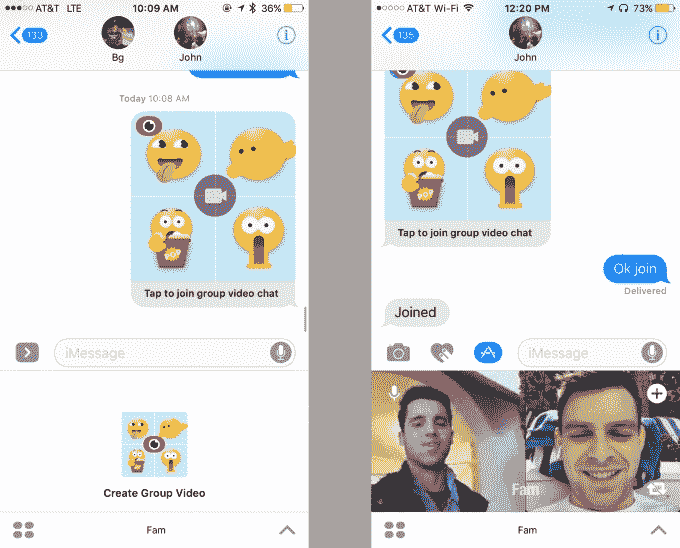 AT&T LTE 10:09 AM 36%
Bg John
Today 10:08 AM
Tap to join group video chat
iMessage
Create Group Video
Fam
AT&T Wi-Fi 12:20 PM 73%
John
Tap to join group video chat
Ok join
Delivered
Joined
iMessage
Fam
Fam